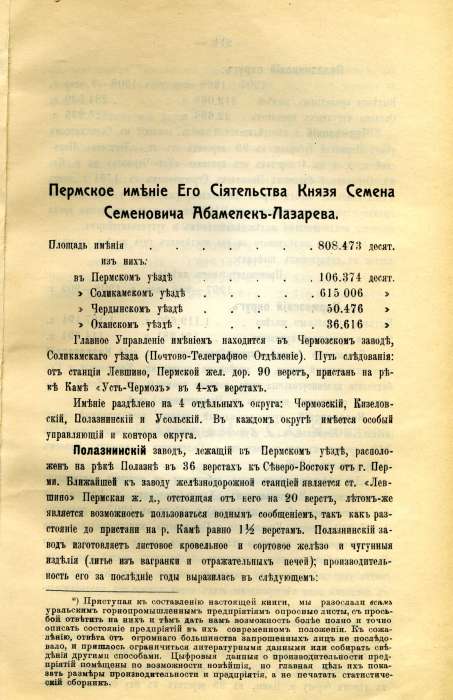 Пермское имѣніе Его Сіятельства Князя Семена
Семеновича Абамелекъ-Лазарева.
Площадь имѣнія . . . . . . 808.473 десят.
изъ нихъ:
въ Пермскомъ уѣздѣ . . . . . 106.374 десят.
» Соликамскомъ уѣздѣ . . . . 615 006 »
» Чердынскомъ уѣздѣ . . . . 50.476 »
» Оханскомъ уѣздѣ . . . . . 36.616 »
Главное Управленіе имѣніемъ находится въ Чермозскомъ заводѣ,
Соликамскаго уѣзда (Почтово-Телеграфное Отдѣленіе). Путь слѣдованія:
отъ станціи Левшино, Пермской жел. дор. 90 верстъ, пристань на рѣ-
кѣ Камѣ «Усть-Чермозъ» въ 4-хъ верстахъ.
Имѣніе раздѣлено на 4 отдѣльныхъ округа: Чермозскій, Кизелов-
скій, Полазнинскій и Усольскій. Въ каждомъ округѣ имѣется особый
управляющій и контора округа.
Полазнинскій заводъ, лежащій въ Пермскомъ уѣздѣ, располо-
женъ на рѣкѣ Полазнѣ въ 36 верстахъ къ Сѣверо-Востоку отъ г. Пер-
ми. Ближайшей къ заводу желѣзнодорожной станціей является ст. «Лев-
шино» Пермская ж. д., отстоящая отъ него на 20 верстъ, лѣтомъ-же
является возможность пользоваться воднымъ сообщеніемъ, такъ какъ раз-
стояніе до пристани на р. Камѣ равно 1½ верстамъ. Полазнинскій за-
водъ изготовляетъ листовое кровельное и сортовое желѣзо и чугунныя
издѣлія (литье изъ вагранки и отражательныхъ печей); производитель-
ность его за послѣдніе годы выразилась въ слѣдующемъ:
*) Приступая къ составленію настоящей книги, мы разослали всѣмъ
уральскимъ горнопромышленнымъ предпріятіямъ опросные листы, съ прось-
бой отвѣтить на нихъ и тѣмъ дать намъ возможность болѣе полно и точно
описать состояніе предпріятій въ ихъ современномъ положеніи. Къ сожа-
лѣнію, отвѣта отъ огромнаго большинства запрошенныхъ лицъ не послѣдо-
вало, и пришлось ограничиться литературными данными или собирать свѣ-
дѣнія другими способами. Цыфровыя данныя о производительности пред-
пріятій помѣщены по возможности новѣйшія, но главная цѣль ихъ пока-
зать размѣры производительности и предпріятія, а не печатать статистиче-
скій сборникъ.